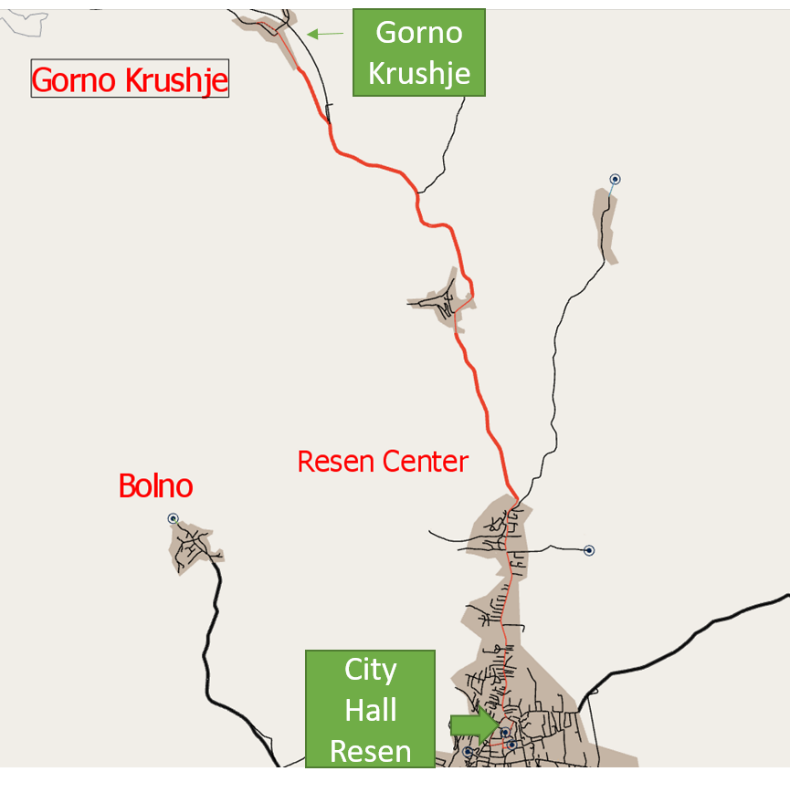 Gorno
Krushje
Gorno Krushje
Resen Center
Bolno
City
Hall
Resen